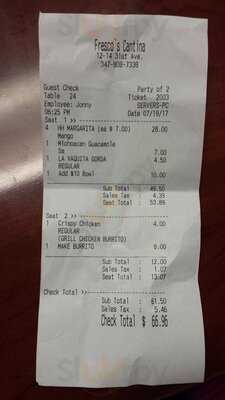 Fresco's Cantina
12-14 31st Ave.
347-808-7338
Guest Check Party of 2
Table 24 Ticket 2003
Employee: Jonny SERVERS-PC
06:25 PM Date 07/19/17
Seat 1 >>
4 HH MARGARITA (ea @ 7.00) 28.00
Mango
1 Michoacan Guacamole
Sm 7.00
1 LA VAQUITA GORDA 4.50
REGULAR
1 Add $10 Bowl 10.00
Sub Total : 49.50
Sales Tax : 4.39
Seat Total : 53.89
Seat 2 >>
1 Crispy Chicken 4.00
REGULAR
(GRILL CHICKEN BURRITO)
1 MAKE BURRITO 8.00
Sub Total : 12.00
Sales Tax : 1.07
Seat Total : 13.07
Check Total >>
Sub Total : 61.50
Sales Tax : 5.46
Check Total $ 66.96